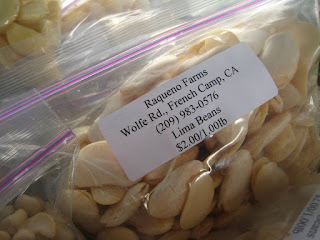 Raqueno Farms
Wolfe Rd., French Camp, CA
(209) 983-0576
Lima Beans
$2.00/1.00lb